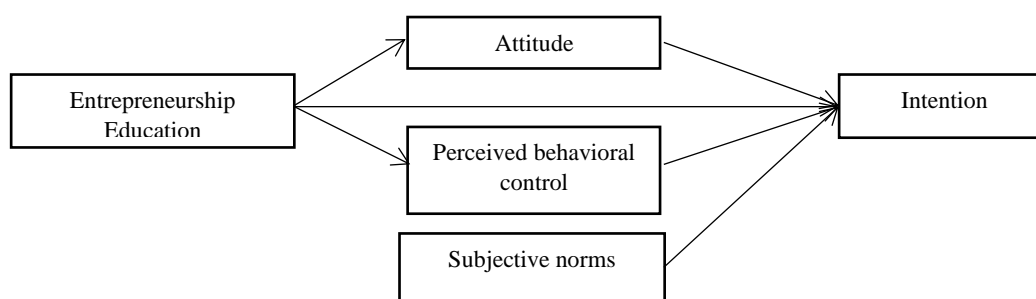 Attitude
Entrepreneurship
Education
Intention
Perceived behavioral
control
Subjective norms